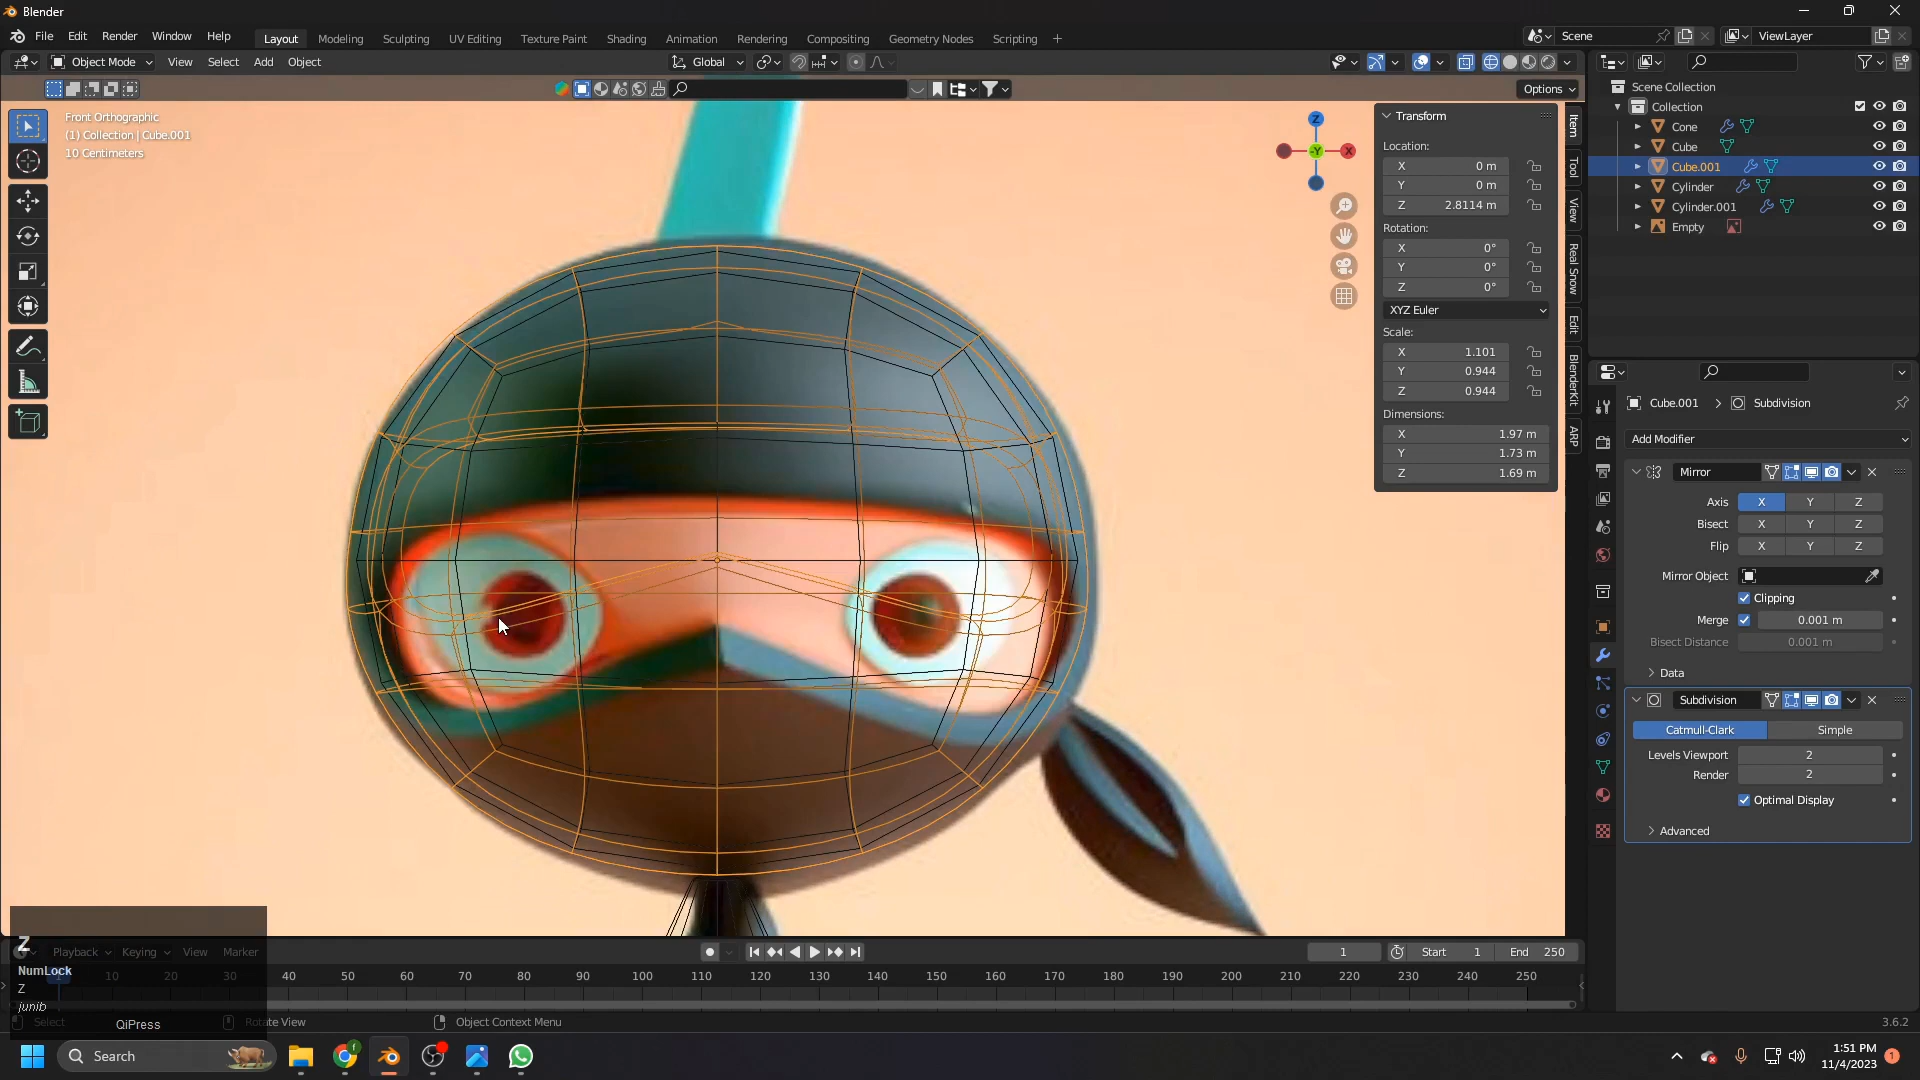 Blender
File Edit Render Window Help
Layout Modeling Sculpting UV Editing Texture Paint Shading Animation Rendering Compositing Geometry Nodes Scripting +
Scene
ViewLayer
Object Mode View Select Add Object
Global
Options
Front Orthographic
(1) Collection | Cube.001
10 Centimeters
Z
X
-Y
Transform
Location:
X 0 m
Y 0 m
Z 2.8114 m
Rotation:
X 0°
Y 0°
Z 0°
XYZ Euler
Scale:
X 1.101
Y 0.944
Z 0.944
Dimensions:
X 1.97 m
Y 1.73 m
Z 1.69 m
Item
Tool
View
Real Snow
Edit
BlenderKit
ARP
Scene Collection
Collection
Cone
Cube
Cube.001
Cylinder
Cylinder.001
Empty
Cube.001 > Subdivision
Add Modifier
Mirror
Axis X Y Z
Bisect X Y Z
Flip X Y Z
Mirror Object
Clipping
Merge 0.001 m
Bisect Distance 0.001 m
Data
Subdivision
Catmull-Clark Simple
Levels Viewport 2
Render 2
Optimal Display
Advanced
Z
NumLock
Z
junib
QiPress
Playback Keying View Marker
1 Start 1 End 250
1 10 20 30 40 50 60 70 80 90 100 110 120 130 140 150 160 170 180 190 200 210 220 230 240 250
Select Rotate View Object Context Menu
3.6.2
Search
f
1:51 PM
11/4/2023
1